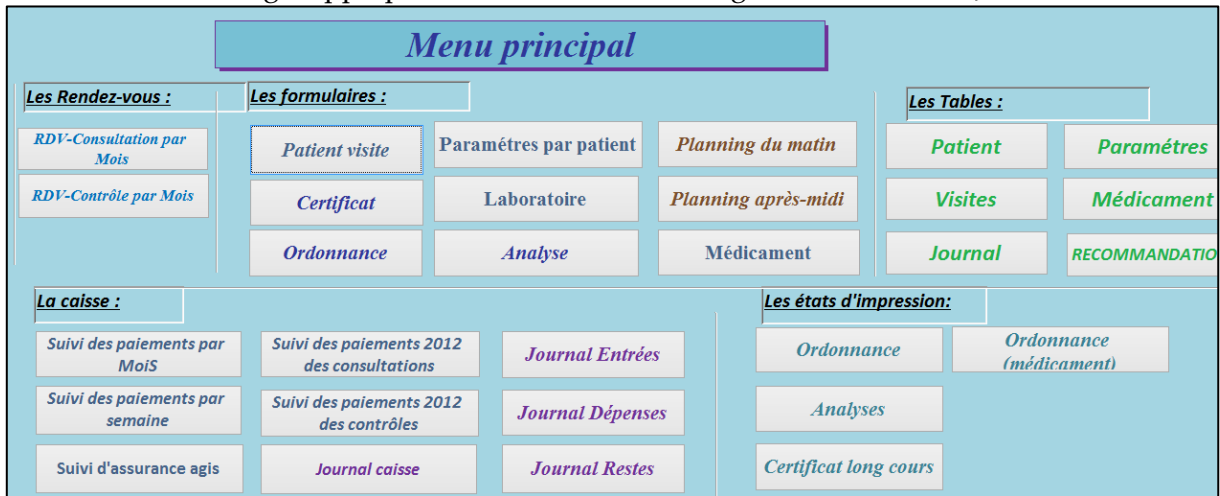 Menu principal
Les Rendez-vous :
RDV-Consultation par
Mois
RDV-Contrôle par Mois
Les formulaires :
Patient visite
Paramétres par patient
Planning du matin
Certificat
Laboratoire
Planning après-midi
Ordonnance
Analyse
Médicament
Les Tables :
Patient
Paramétres
Visites
Médicament
Journal
RECOMMANDATIO
La caisse :
Suivi des paiements par
MoiS
Suivi des paiements 2012
des consultations
Journal Entrées
Suivi des paiements par
semaine
Suivi des paiements 2012
des contrôles
Journal Dépenses
Suivi d'assurance agis
Journal caisse
Journal Restes
Les états d'impression:
Ordonnance
Ordonnance
(médicament)
Analyses
Certificat long cours